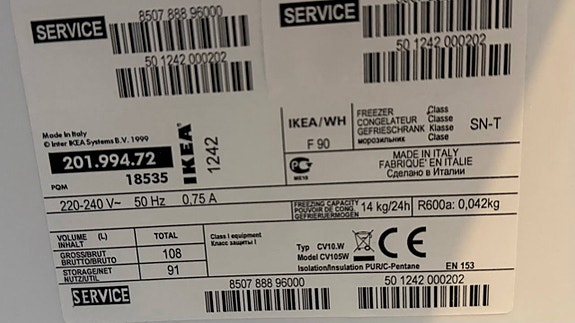 SERVICE
8507 888 96000
50 1242 000202
50 1242 000202
SERVICE
Made in Italy
© Inter IKEA Systems B.V. 1999
201.994.72
PQM
18535
IKEA
1242
IKEA/WH
F 90
FREEZER Class
CONGELATEUR Classe
GEFRIESCHRANK Klasse
МОРОЗИЛЬНИК Classe
SN-T
ME10
MADE IN ITALY
FABRIQUE' EN ITALIE
Сделано в Италии
220-240 V~ 50 Hz 0.75 A
FREEZING CAPACITY
POUVOIR DE CONG.
GEFRIERUERMOGEN
14 kg/24h
R600a: 0,042kg
VOLUME (L)
INHALT
TOTAL
GROSS/BRUT
BRUTTO/BRUTO
108
STORAGE/NET
NUTZ/UTIL
91
Class I equipment
Класс защиты I
Typ CV10.W
Model CV105W
CE
Isolation/Insulation PUR/C-Pentane EN 153
SERVICE
8507 888 96000
50 1242 000202